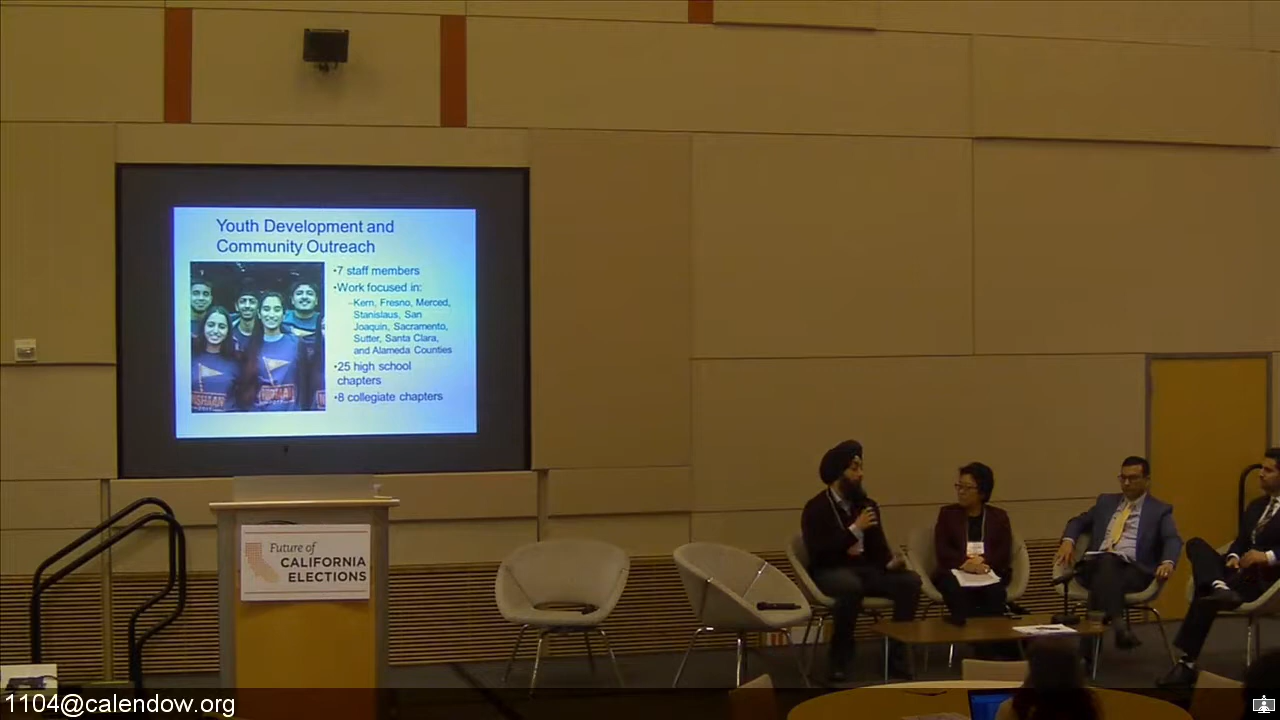 Youth Development and
Community Outreach
•7 staff members
•Work focused in:
–Kern, Fresno, Merced,
Stanislaus, San
Joaquin, Sacramento,
Sutter, Santa Clara,
and Alameda Counties
•25 high school
chapters
•8 collegiate chapters
Future of
CALIFORNIA
ELECTIONS
1104@calendow.org